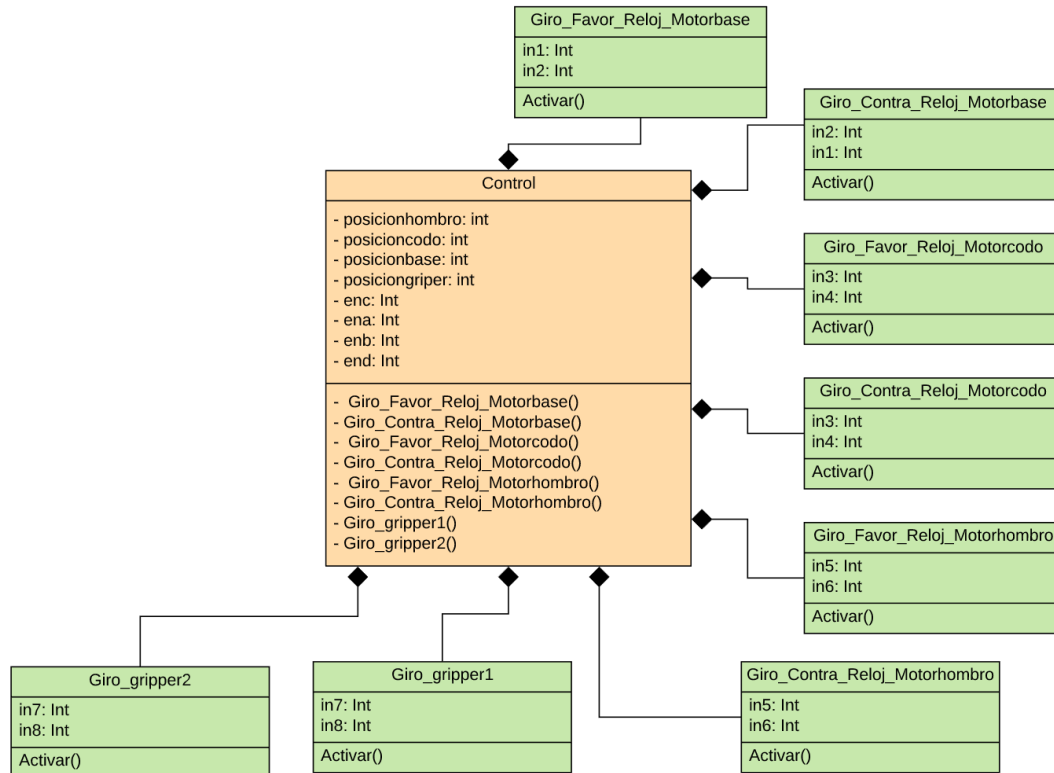 Giro_Favor_Reloj_Motorbase
in1: Int
in2: Int
Activar()
Giro_Contra_Reloj_Motorbase
in2: Int
in1: Int
Activar()
Control
- posicionhombro: int
- posicioncodo: int
- posicionbase: int
- posiciongriper: int
- enc: Int
- ena: Int
- enb: Int
- end: Int
- Giro_Favor_Reloj_Motorbase()
- Giro_Contra_Reloj_Motorbase()
- Giro_Favor_Reloj_Motorcodo()
- Giro_Contra_Reloj_Motorcodo()
- Giro_Favor_Reloj_Motorhombro()
- Giro_Contra_Reloj_Motorhombro()
- Giro_gripper1()
- Giro_gripper2()
Giro_Favor_Reloj_Motorcodo
in3: Int
in4: Int
Activar()
Giro_Contra_Reloj_Motorcodo
in3: Int
in4: Int
Activar()
Giro_Favor_Reloj_Motorhombro
in5: Int
in6: Int
Activar()
Giro_gripper2
in7: Int
in8: Int
Activar()
Giro_gripper1
in7: Int
in8: Int
Activar()
Giro_Contra_Reloj_Motorhombro
in5: Int
in6: Int
Activar()